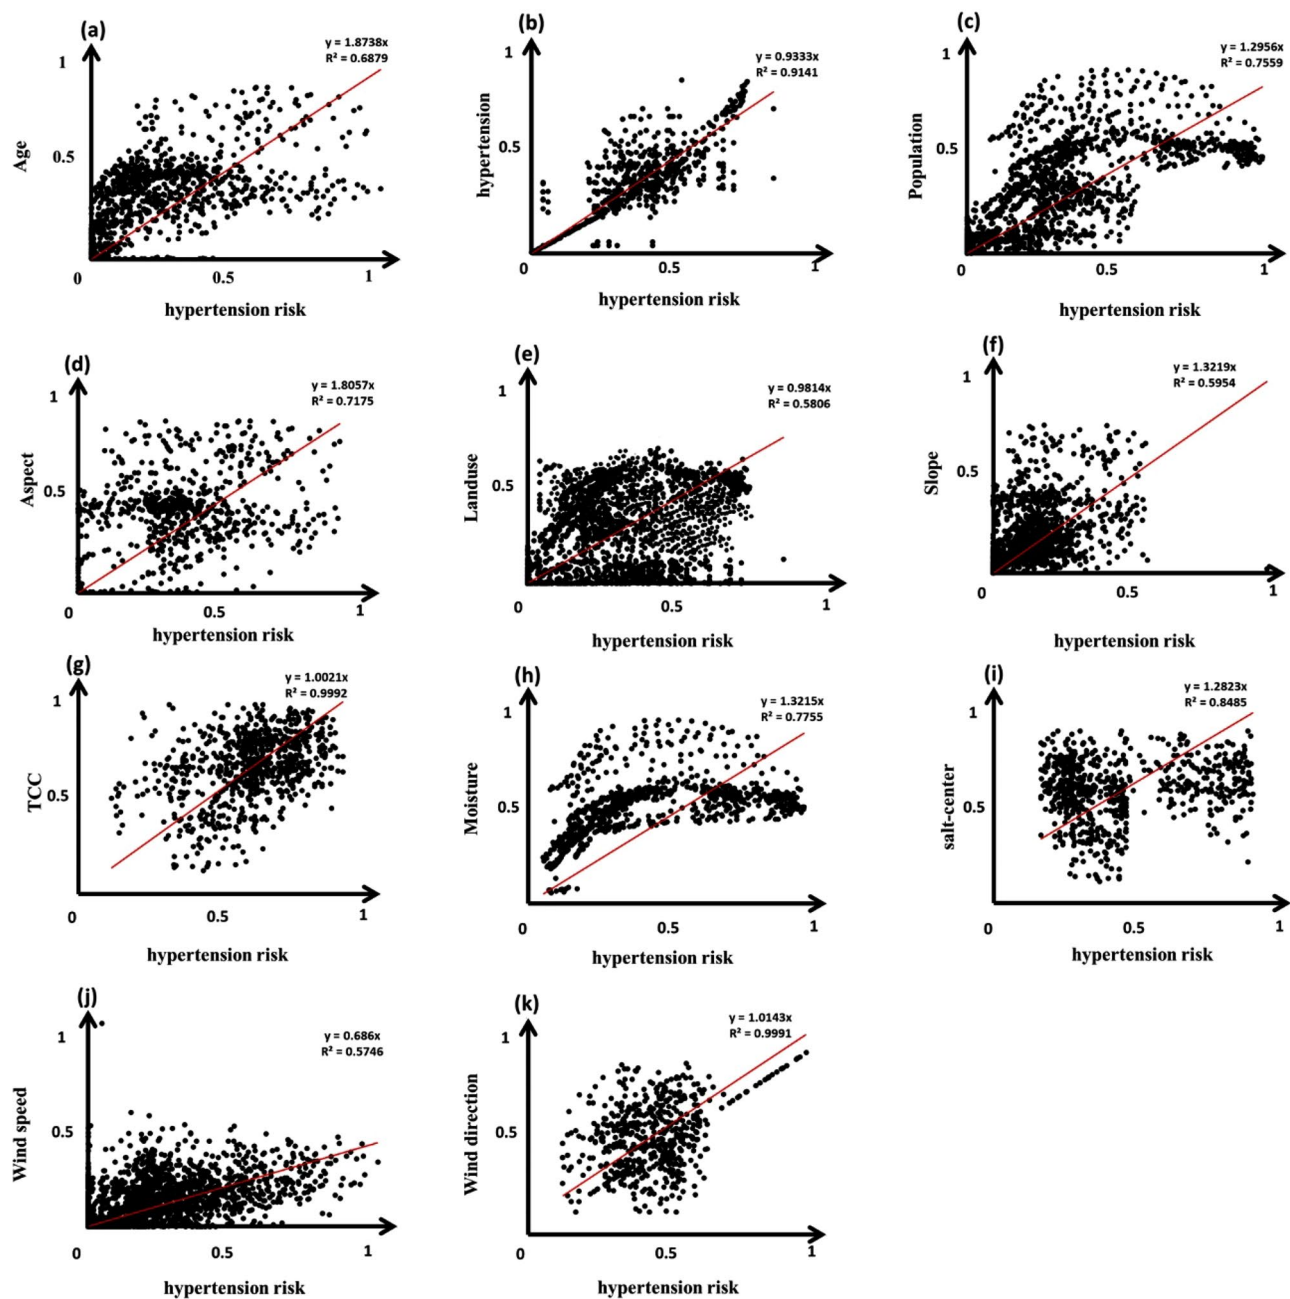 (a)
y = 1.8738x
R² = 0.6879
1
0.5
Age
0
0.5
1
hypertension risk
(b)
y = 0.9333x
R² = 0.9141
1
0.5
hypertension
0
0.5
1
hypertension risk
(c)
y = 1.2956x
R² = 0.7559
1
0.5
Population
0
0.5
1
hypertension risk
(d)
y = 1.8057x
R² = 0.7175
1
0.5
Aspect
0
0.5
1
hypertension risk
(e)
y = 0.9814x
R² = 0.5806
1
0.5
Landuse
0
0.5
1
hypertension risk
(f)
y = 1.3219x
R² = 0.5954
1
0.5
Slope
0
0.5
1
hypertension risk
(g)
y = 1.0021x
R² = 0.9992
1
0.5
TCC
0
0.5
1
hypertension risk
(h)
y = 1.3215x
R² = 0.7755
1
0.5
Moisture
0
0.5
1
hypertension risk
(i)
y = 1.2823x
R² = 0.8485
1
0.5
salt-center
0
0.5
1
hypertension risk
(j)
y = 0.686x
R² = 0.5746
1
0.5
Wind speed
0
0.5
1
hypertension risk
(k)
y = 1.0143x
R² = 0.9991
1
0.5
Wind direction
0
0.5
1
hypertension risk